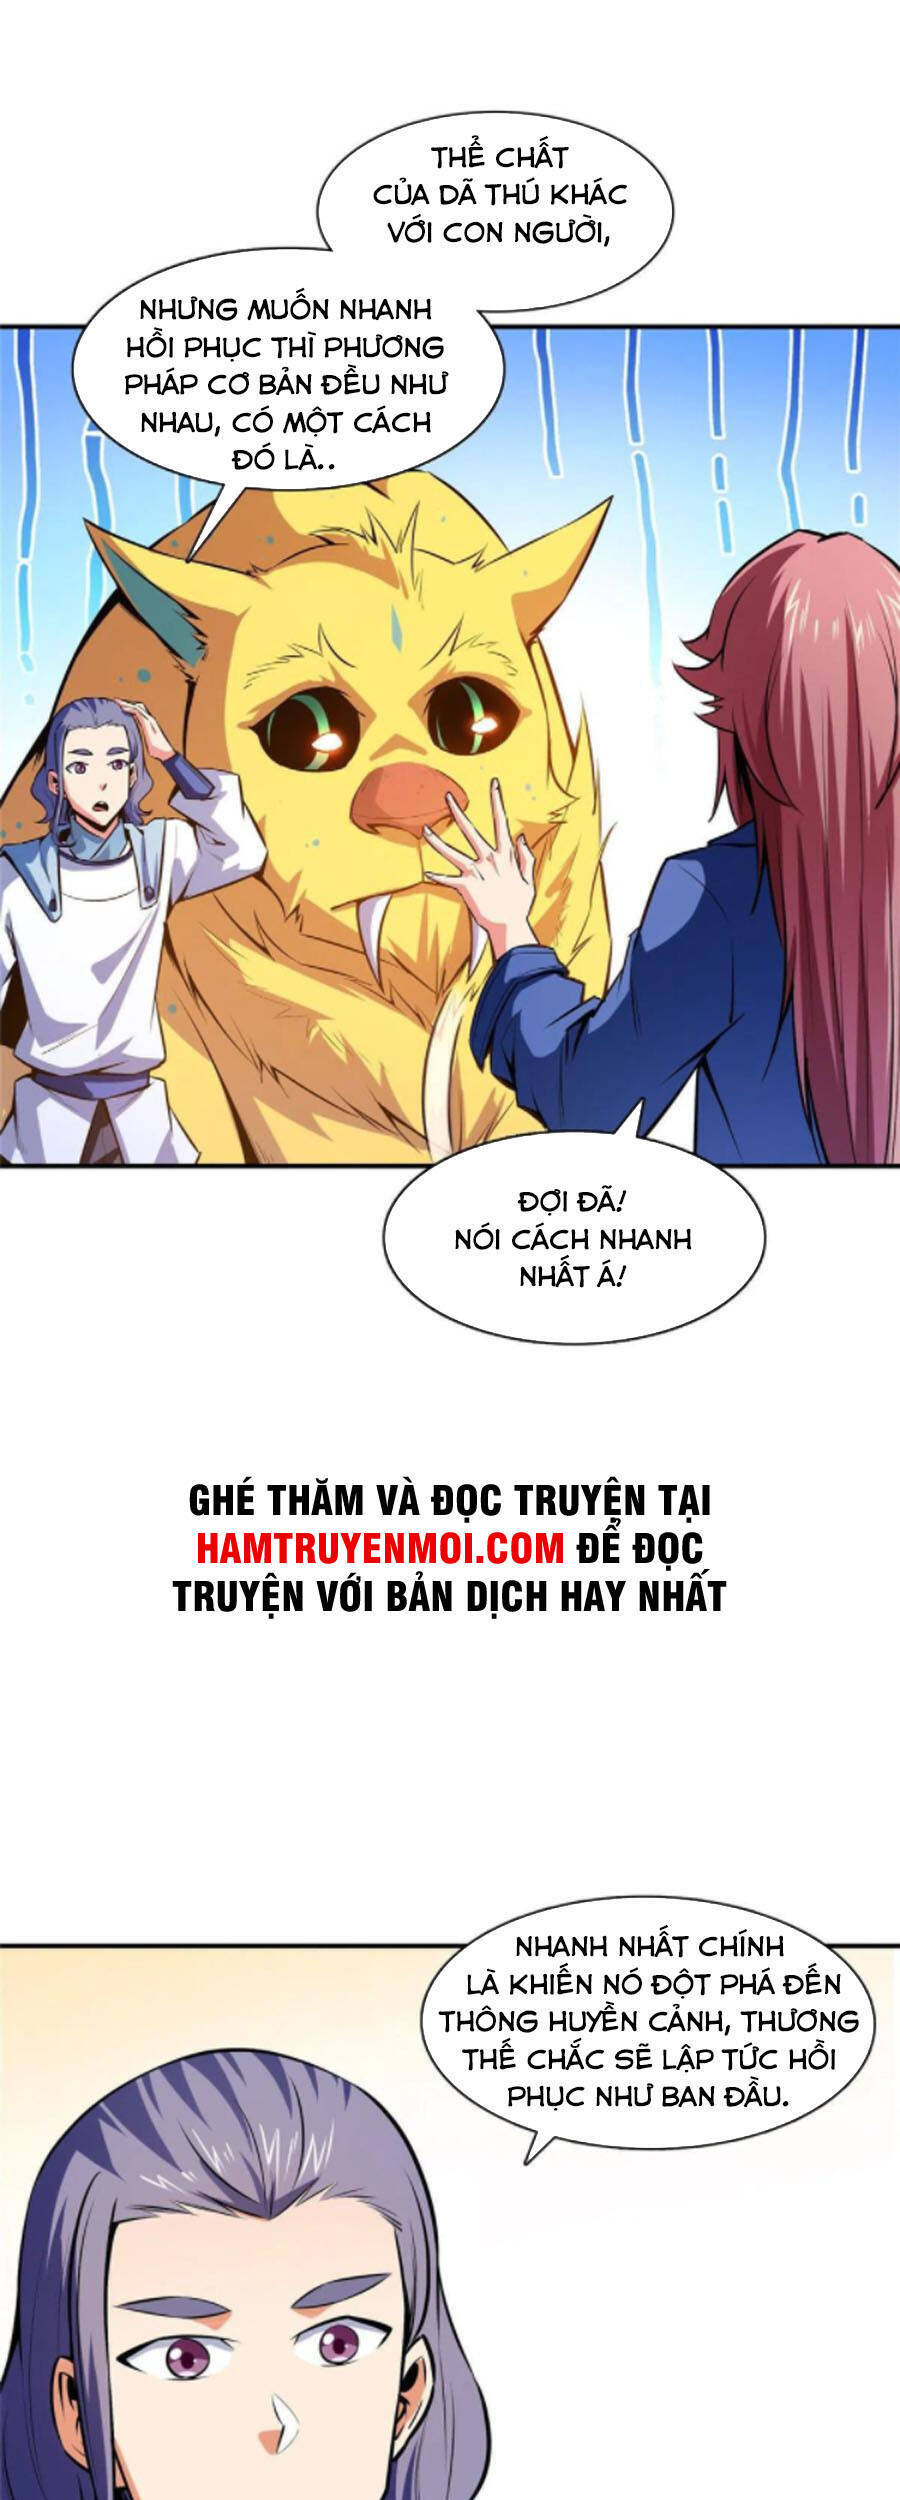 THỂ CHẤT
CỦA DÃ THÚ KHÁC
VỚI CON NGƯỜI,
NHƯNG MUỐN NHANH
HỒI PHỤC THÌ PHƯƠNG
PHÁP CƠ BẢN ĐỀU NHƯ
NHAU, CÓ MỘT CÁCH
ĐÓ LÀ..
ĐỢI ĐÃ!
NÓI CÁCH NHANH
NHẤT Á!
GHÉ THĂM VÀ ĐỌC TRUYỆN TẠI
HAMTRUYENMOI.COM ĐỂ ĐỌC
TRUYỆN VỚI BẢN DỊCH HAY NHẤT
NHANH NHẤT CHÍNH
LÀ KHIẾN NÓ ĐỘT PHÁ ĐẾN
THÔNG HUYỀN CẢNH, THƯƠNG
THẾ CHẮC SẼ LẬP TỨC HỒI
PHỤC NHƯ BAN ĐẦU.